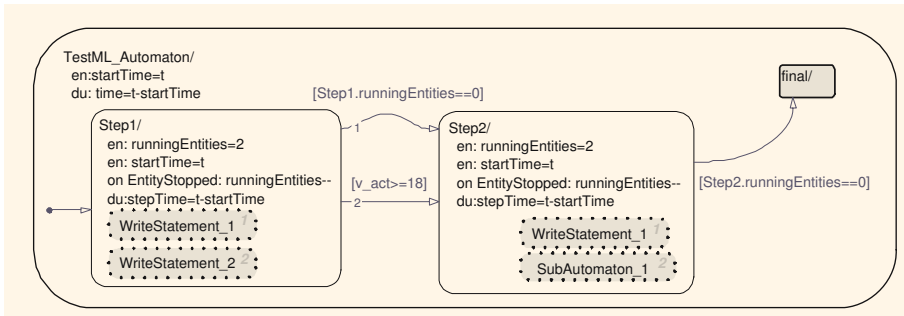 TestML_Automaton/
en:startTime=t
du: time=t-startTime
final/
[Step1.runningEntities==0]
1
Step1/
en: runningEntities=2
en: startTime=t
on EntityStopped: runningEntities--
du:stepTime=t-startTime
WriteStatement_1 1
WriteStatement_2 2
[v_act>=18]
2
Step2/
en: runningEntities=2
en: startTime=t
on EntityStopped: runningEntities--
du:stepTime=t-startTime
WriteStatement_1 1
SubAutomaton_1 2
[Step2.runningEntities==0]